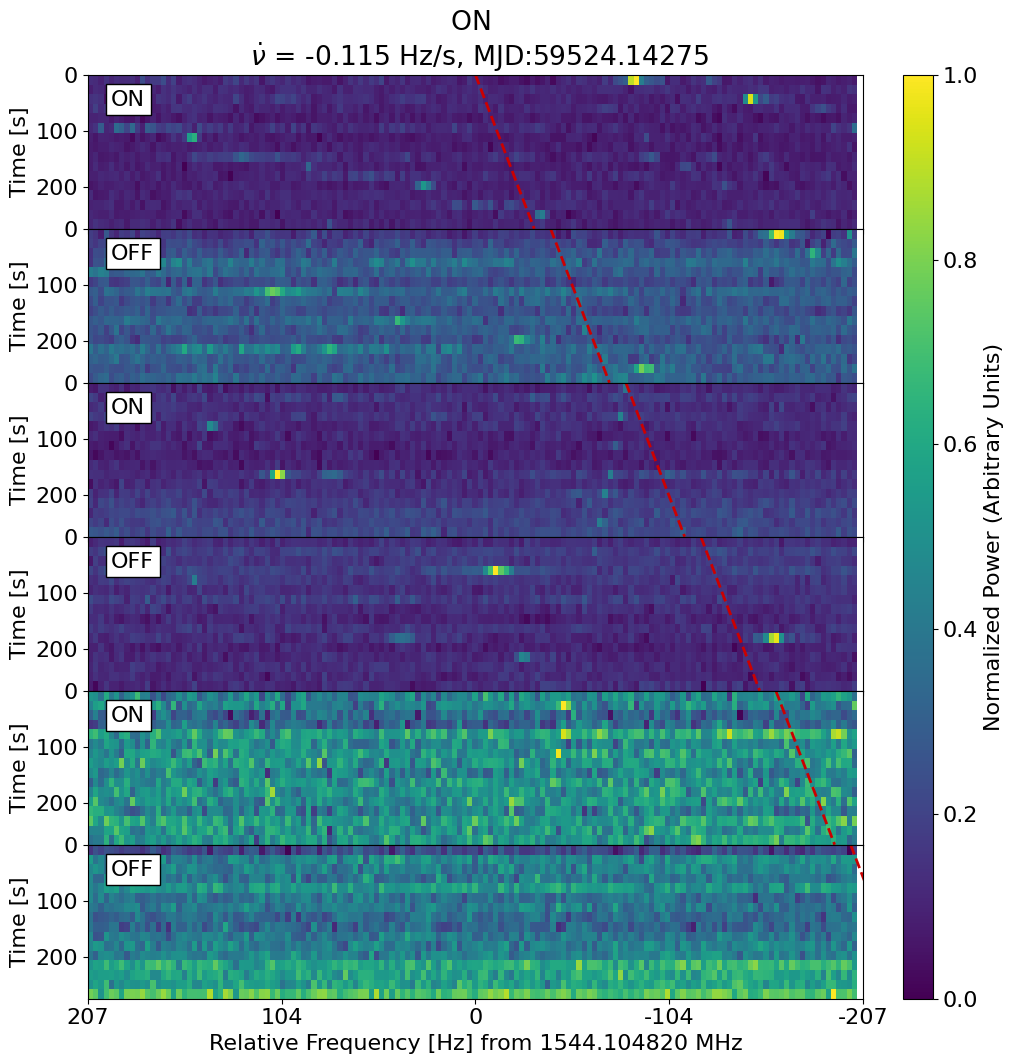 ON
ν̇ = -0.115 Hz/s, MJD:59524.14275
0
ON
100
200
Time [s]
0
OFF
100
200
Time [s]
0
ON
100
200
Time [s]
0
OFF
100
200
Time [s]
0
ON
100
200
Time [s]
0
OFF
100
200
Time [s]
207 104 0 -104 -207
Relative Frequency [Hz] from 1544.104820 MHz
1.0
0.8
0.6
0.4
0.2
0.0
Normalized Power (Arbitrary Units)